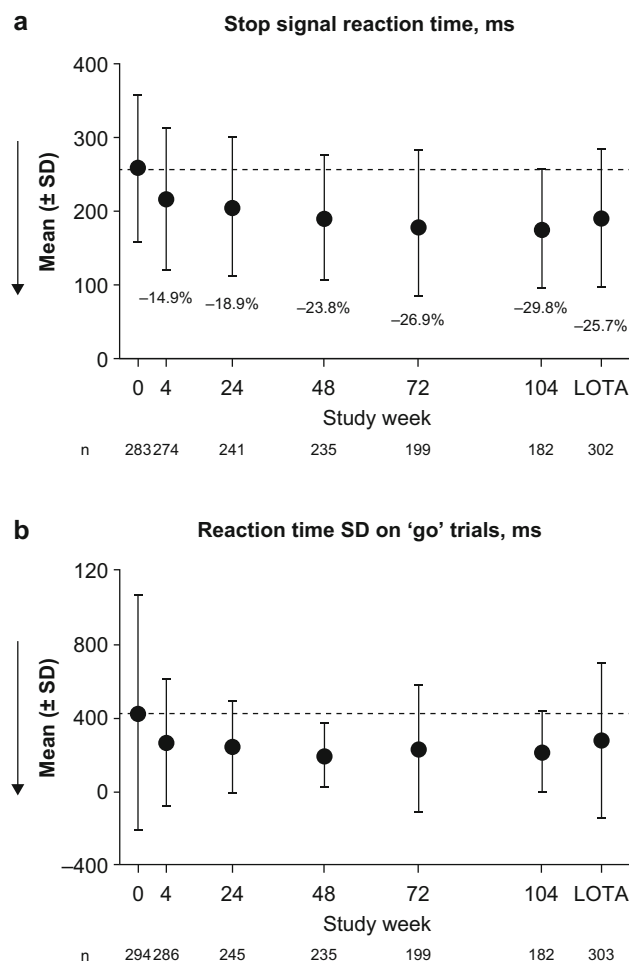 a
Stop signal reaction time, ms
Mean (± SD)
400
300
200
100
0
–14.9%
–18.9%
–23.8%
–26.9%
–29.8%
–25.7%
0 4 24 48 72 104 LOTA
Study week
n 283 274 241 235 199 182 302
b
Reaction time SD on ‘go’ trials, ms
Mean (± SD)
120
800
400
0
–400
0 4 24 48 72 104 LOTA
Study week
n 294 286 245 235 199 182 303